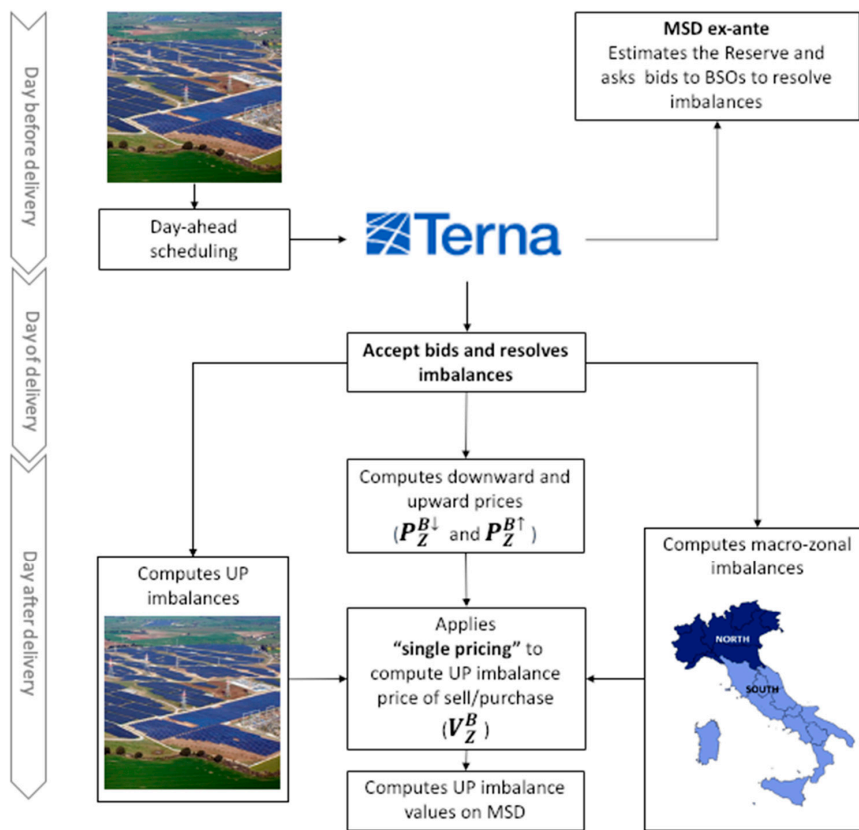 Day before delivery
MSD ex-ante
Estimates the Reserve and
asks bids to BSOs to resolve
imbalances
Day-ahead
scheduling
Terna
Day of delivery
Accept bids and resolves
imbalances
Day after delivery
Computes downward and
upward prices
(P_Z^{B↓} and P_Z^{B↑})
Computes UP
imbalances
Computes macro-zonal
imbalances
NORTH
SOUTH
Applies
“single pricing” to
compute UP imbalance
price of sell/purchase
(V_Z^B)
Computes UP imbalance
values on MSD